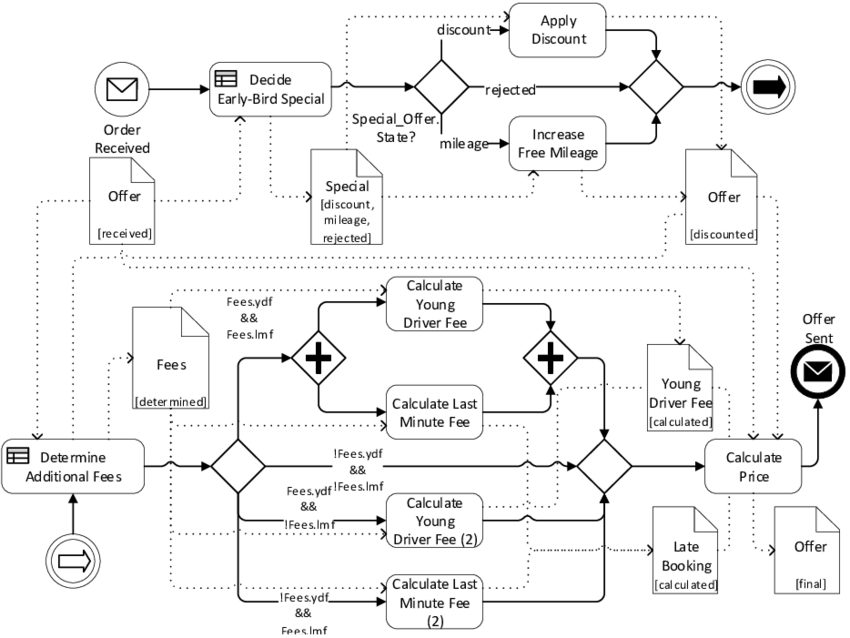 Apply
Discount
discount
Decide
Early-Bird Special
rejected
Special_Offer.
State?
Order
Received
mileage
Increase
Free Mileage
Offer
[received]
Special
[discount,
mileage,
rejected]
Offer
[discounted]
Fees.ydf
&&
Fees.lmf
Calculate
Young
Driver Fee
Offer
Sent
Fees
[determined]
Young
Driver Fee
[calculated]
Calculate Last
Minute Fee
Determine
Additional Fees
!Fees.ydf
&&
!Fees.lmf
Calculate
Price
Fees.ydf
&&
!Fees.lmf
Calculate
Young
Driver Fee (2)
Late
Booking
[calculated]
Offer
[final]
!Fees.ydf
&&
Fees.lmf
Calculate Last
Minute Fee
(2)